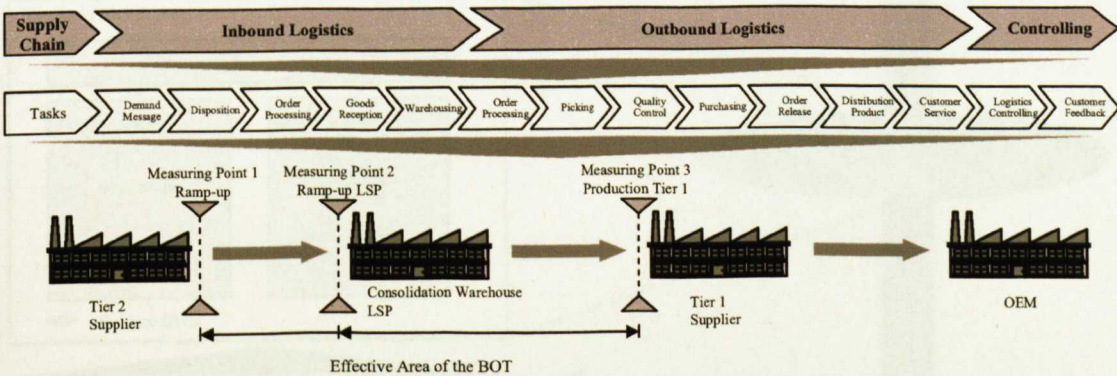 Supply
Chain
Inbound Logistics
Outbound Logistics
Controlling
Tasks
Demand
Message
Disposition
Order
Processing
Goods
Reception
Warehousing
Order
Processing
Picking
Quality
Control
Purchasing
Order
Release
Distribution
Product
Customer
Service
Logistics
Controlling
Customer
Feedback
Measuring Point 1
Ramp-up
Measuring Point 2
Ramp-up LSP
Measuring Point 3
Production Tier 1
Tier 2
Supplier
Consolidation Warehouse
LSP
Tier 1
Supplier
OEM
Effective Area of the BOT